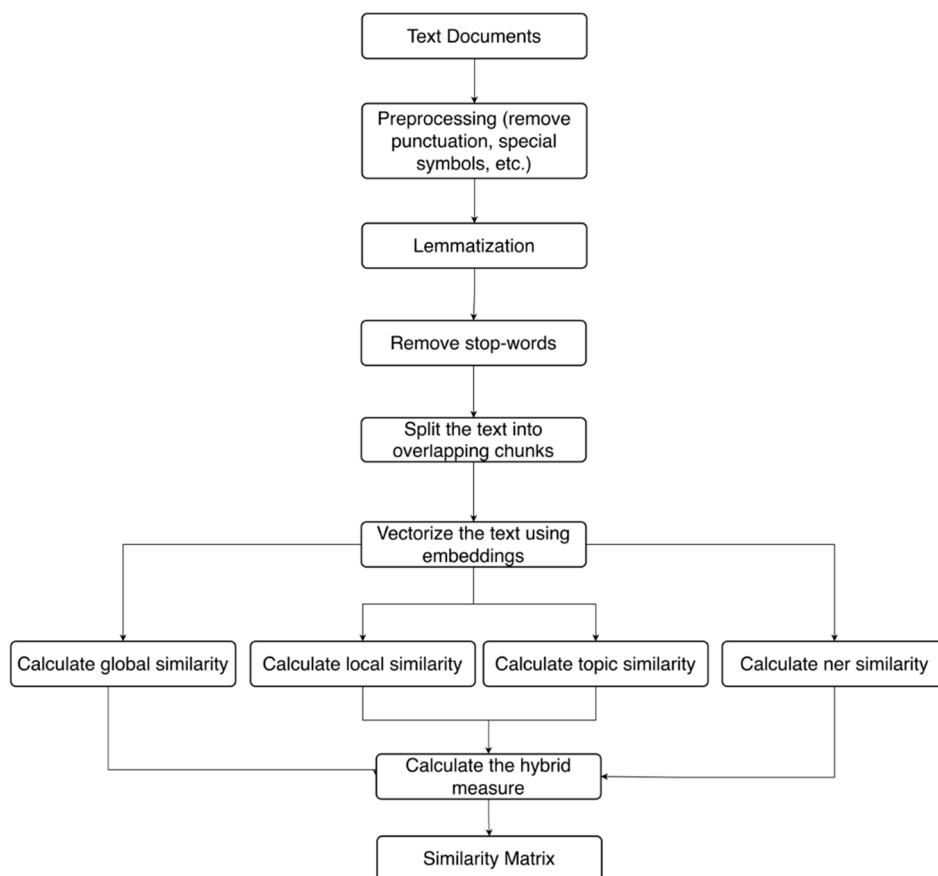 Text Documents
Preprocessing (remove
punctuation, special
symbols, etc.)
Lemmatization
Remove stop-words
Split the text into
overlapping chunks
Vectorize the text using
embeddings
Calculate global similarity
Calculate local similarity
Calculate topic similarity
Calculate ner similarity
Calculate the hybrid
measure
Similarity Matrix